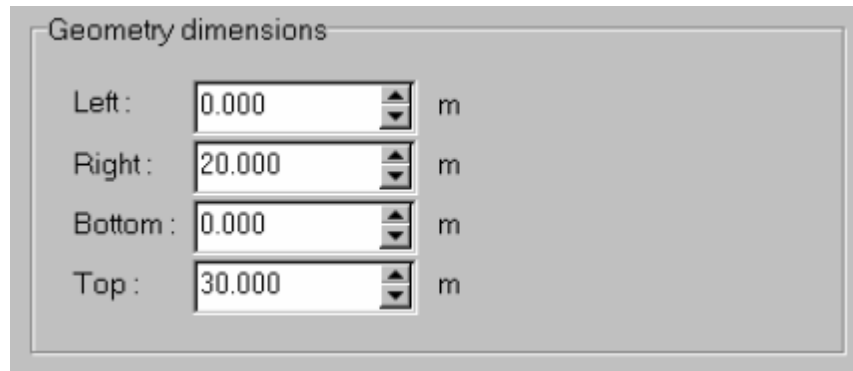 Geometry dimensions
Left : 0.000 m
Right : 20.000 m
Bottom : 0.000 m
Top : 30.000 m